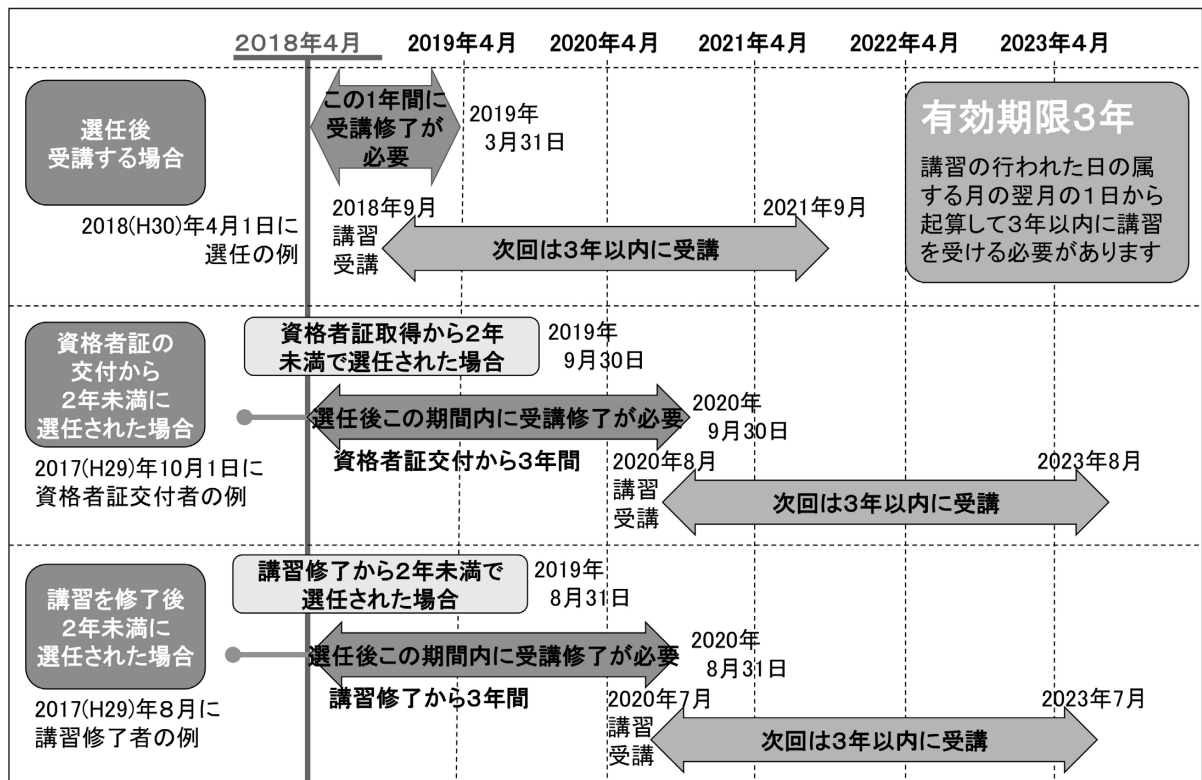 2018年4月
2019年4月
2020年4月
2021年4月
2022年4月
2023年4月
選任後
受講する場合
2018(H30)年4月1日に
選任の例
この1年間に
受講修了が
必要
2019年
3月31日
2018年9月
講習
受講
次回は3年以内に受講
2021年9月
有効期限3年
講習の行われた日の属
する月の翌月の1日から
起算して3年以内に講習
を受ける必要があります
資格者証の
交付から
2年未満に
選任された場合
2017(H29)年10月1日に
資格者証交付者の例
資格者証取得から2年
未満で選任された場合
2019年
9月30日
選任後この期間内に受講修了が必要
2020年
9月30日
資格者証交付から3年間
2020年8月
講習
受講
次回は3年以内に受講
2023年8月
講習を修了後
2年未満に
選任された場合
2017(H29)年8月に
講習修了者の例
講習修了から2年未満で
選任された場合
2019年
8月31日
選任後この期間内に受講修了が必要
2020年
8月31日
講習修了から3年間
2020年7月
講習
受講
次回は3年以内に受講
2023年7月